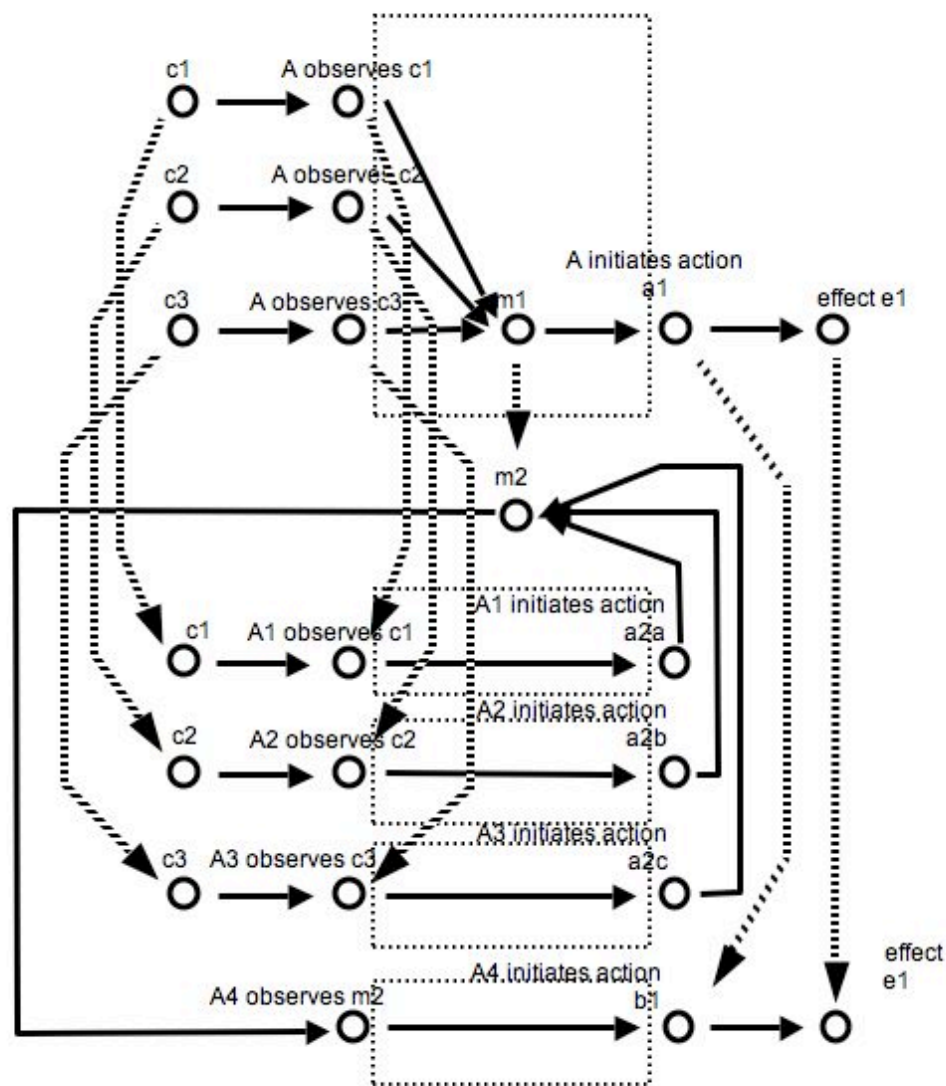 c1
A observes c1
c2
A observes c2
A initiates action
a1
c3
A observes c3
m1
effect e1
m2
A1 initiates action
c1
A1 observes c1
a2a
A2 initiates action
c2
A2 observes c2
a2b
A3 initiates action
c3
A3 observes c3
a2c
effect
e1
A4 initiates action
A4 observes m2
b1